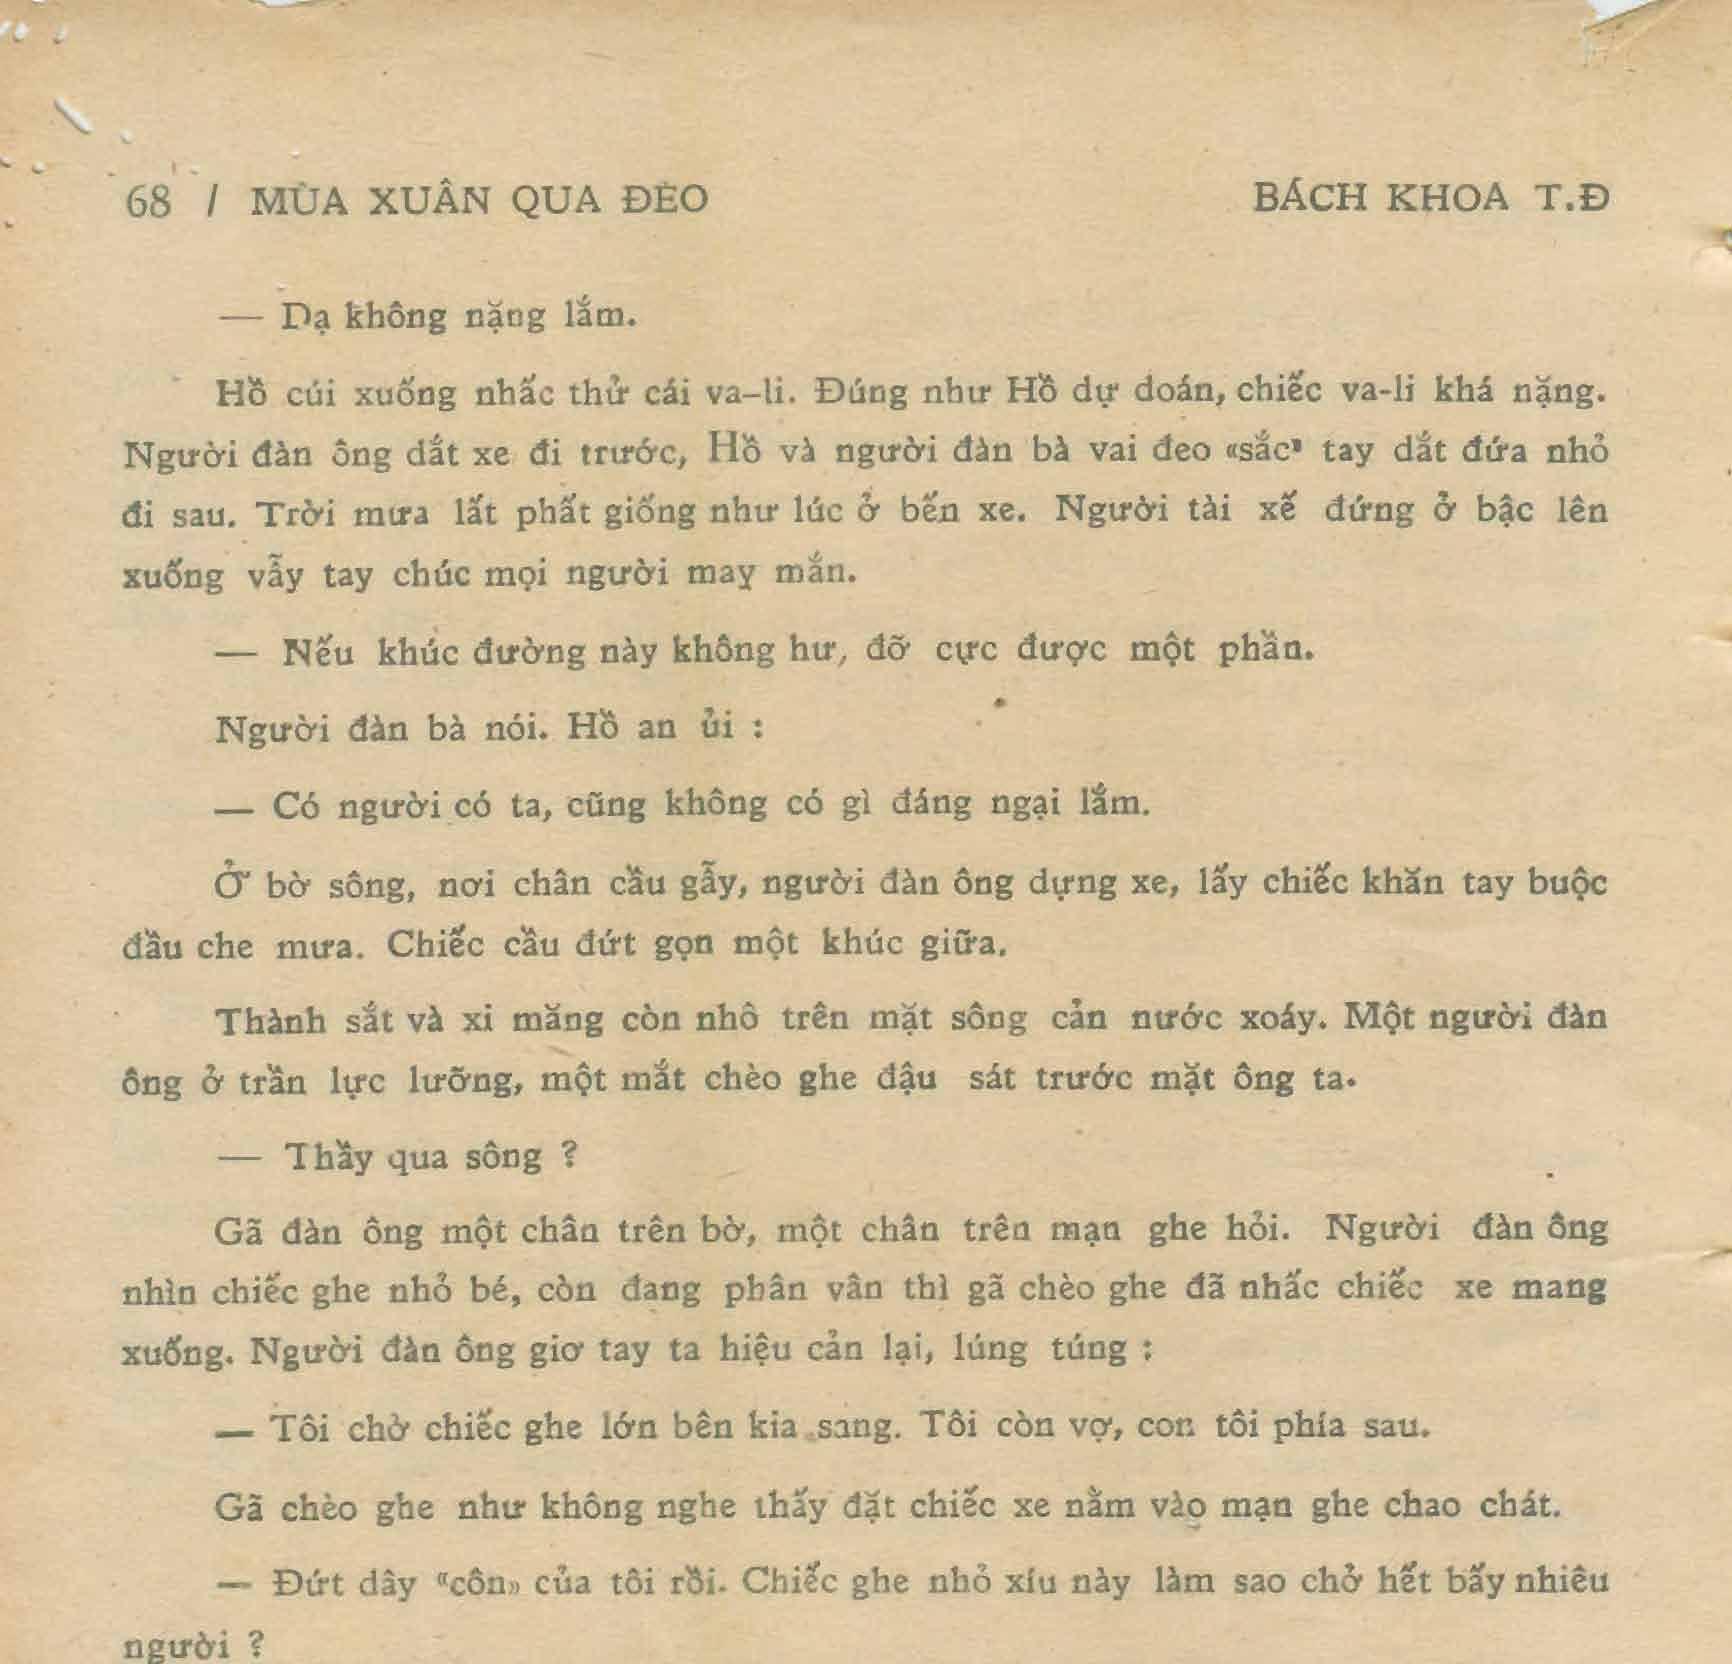 68 / MÙA XUÂN QUA ĐÈO
BÁCH KHOA T.Đ
— Dạ không nặng lắm.
Hồ cúi xuống nhấc thử cái va-li. Đúng như Hồ dự đoán, chiếc va-li khá nặng.
Người đàn ông dắt xe đi trước, Hồ và người đàn bà vai đeo «sắc» tay dắt đứa nhỏ
đi sau. Trời mưa lất phất giống như lúc ở bến xe. Người tài xế đứng ở bậc lên
xuống vẫy tay chúc mọi người may mắn.
— Nếu khúc đường này không hư, đỡ cực được một phần.
Người đàn bà nói. Hồ an ủi :
— Có người có ta, cũng không có gì đáng ngại lắm.
Ở bờ sông, nơi chân cầu gẫy, người đàn ông dựng xe, lấy chiếc khăn tay buộc
đầu che mưa. Chiếc cầu đứt gọn một khúc giữa.
Thành sắt và xi măng còn nhô trên mặt sông cản nước xoáy. Một người đàn
ông ở trần lực lưỡng, một mắt chèo ghe đậu sát trước mặt ông ta.
— Thầy qua sông ?
Gã đàn ông một chân trên bờ, một chân trên mạn ghe hỏi. Người đàn ông
nhìn chiếc ghe nhỏ bé, còn đang phân vân thì gã chèo ghe đã nhấc chiếc xe mang
xuống. Người đàn ông giơ tay ta hiệu cản lại, lúng túng :
— Tôi chờ chiếc ghe lớn bên kia sang. Tôi còn vợ, con tôi phía sau.
Gã chèo ghe như không nghe thấy đặt chiếc xe nằm vào mạn ghe chao chát.
— Đứt dây «côn» của tôi rồi. Chiếc ghe nhỏ xíu này làm sao chở hết bấy nhiêu
người ?